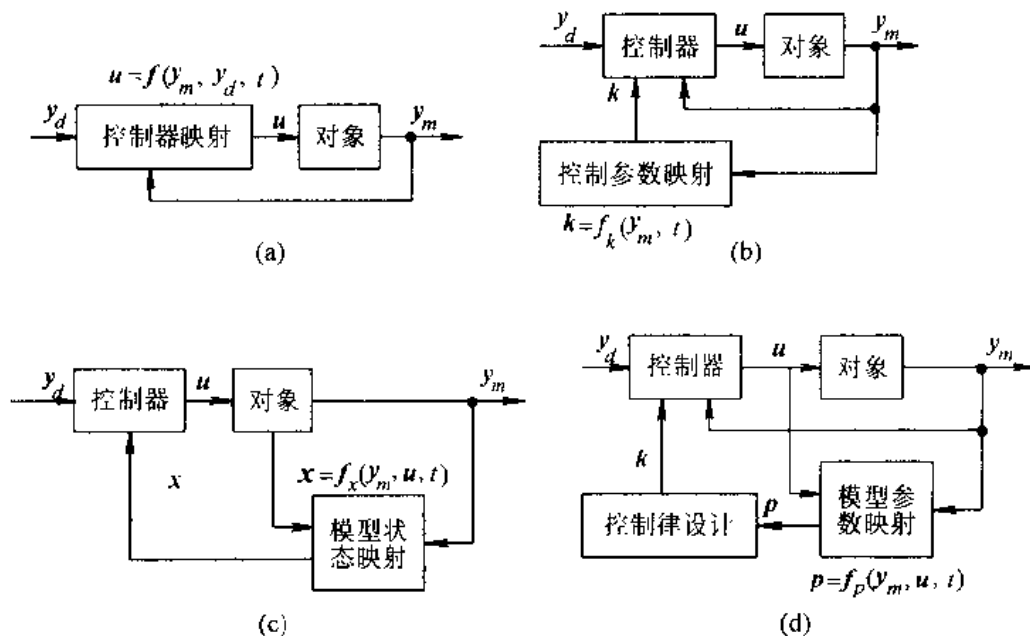 u=f(y_m, y_d, t)
y_d
控制器映射
u
对象
y_m
(a)
y_d
控制器
u
对象
y_m
k
控制参数映射
k=f_k(y_m, t)
(b)
y_d
控制器
u
对象
y_m
x
x=f_x(y_m, u, t)
模型状
态映射
(c)
y_d
控制器
u
对象
y_m
k
控制律设计
p
模型参
数映射
p=f_p(y_m, u, t)
(d)